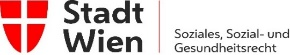 Stadt
Wien
Soziales, Sozial- und
Gesundheitsrecht